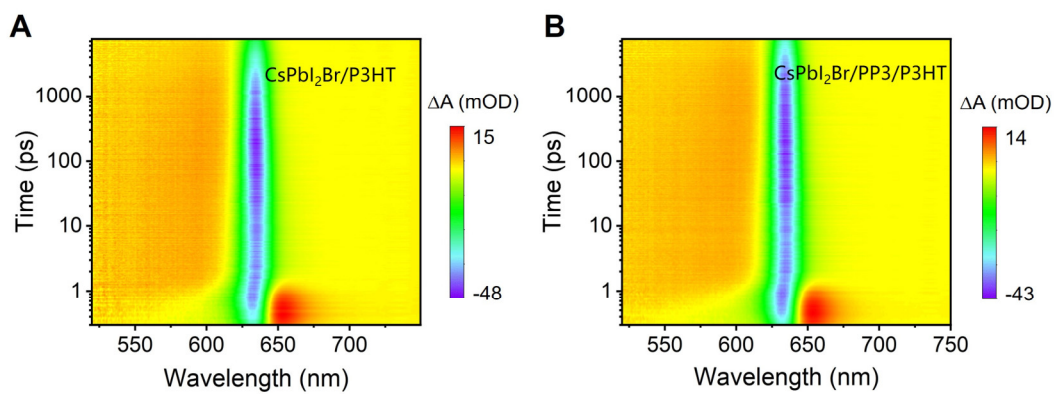 A
CsPbI₂Br/P3HT
ΔA (mOD)
15
-48
Time (ps)
1000
100
10
1
550
600
650
700
Wavelength (nm)
B
CsPbI₂Br/PP3/P3HT
ΔA (mOD)
14
-43
Time (ps)
1000
100
10
1
550
600
650
700
750
Wavelength (nm)